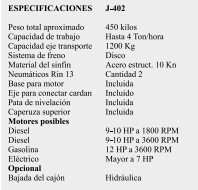 ESPECIFICACIONES J-402
Peso total aproximado 450 kilos
Capacidad de trabajo Hasta 4 Ton/hora
Capacidad eje transporte 1200 Kg
Sistema de freno Disco
Material del sinfin Acero estruct. 10 Kn
Neumáticos Rin 13 Cantidad 2
Base para motor Incluida
Eje para conectar cardan Incluido
Pata de nivelación Incluida
Caperuza superior Incluida
Motores posibles
Diesel 9-10 HP a 1800 RPM
Diesel 9-10 HP a 3600 RPM
Gasolina 12 HP a 3600 RPM
Eléctrico Mayor a 7 HP
Opcional
Bajada del cajón Hidráulica